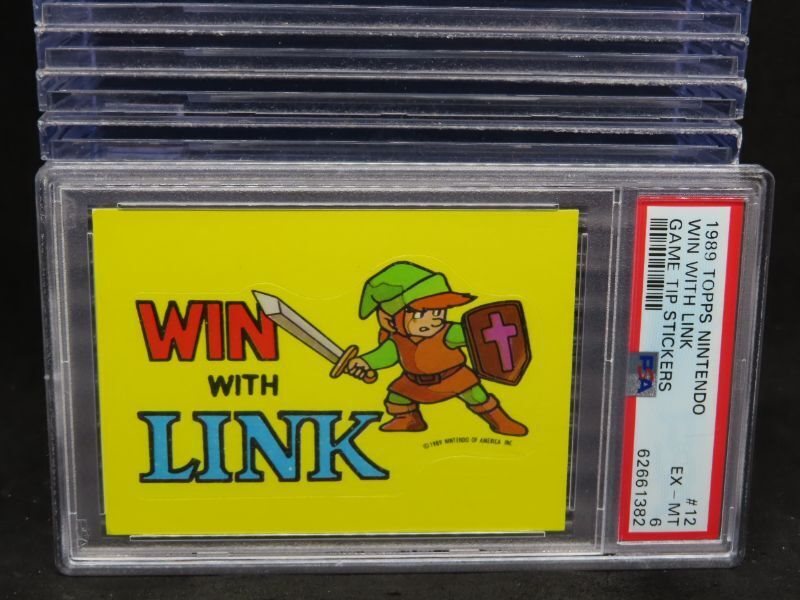 WIN
WITH
LINK
©1989 NINTENDO OF AMERICA INC.
1989 TOPPS NINTENDO
WIN WITH LINK
GAME TIP STICKERS
#12
EX - MT
6
62661382
PSA
PSA